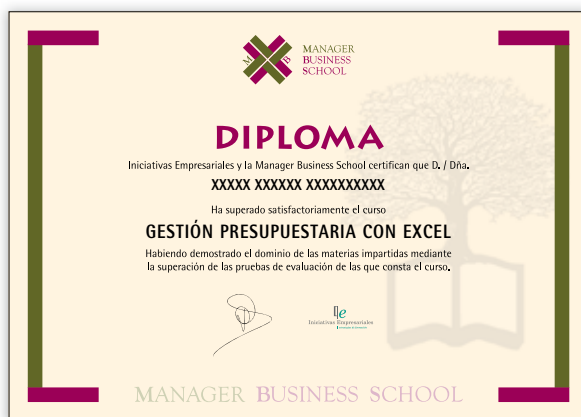 M B
MANAGER
BUSINESS
SCHOOL
DIPLOMA
Iniciativas Empresariales y la Manager Business School certifican que D. / Dña.
XXXXX XXXXXX XXXXXXXXXX
Ha superado satisfactoriamente el curso
GESTIÓN PRESUPUESTARIA CON EXCEL
Habiendo demostrado el dominio de las materias impartidas mediante
la superación de las pruebas de evaluación de las que consta el curso.
Ie
Iniciativas Empresariales
MANAGER BUSINESS SCHOOL